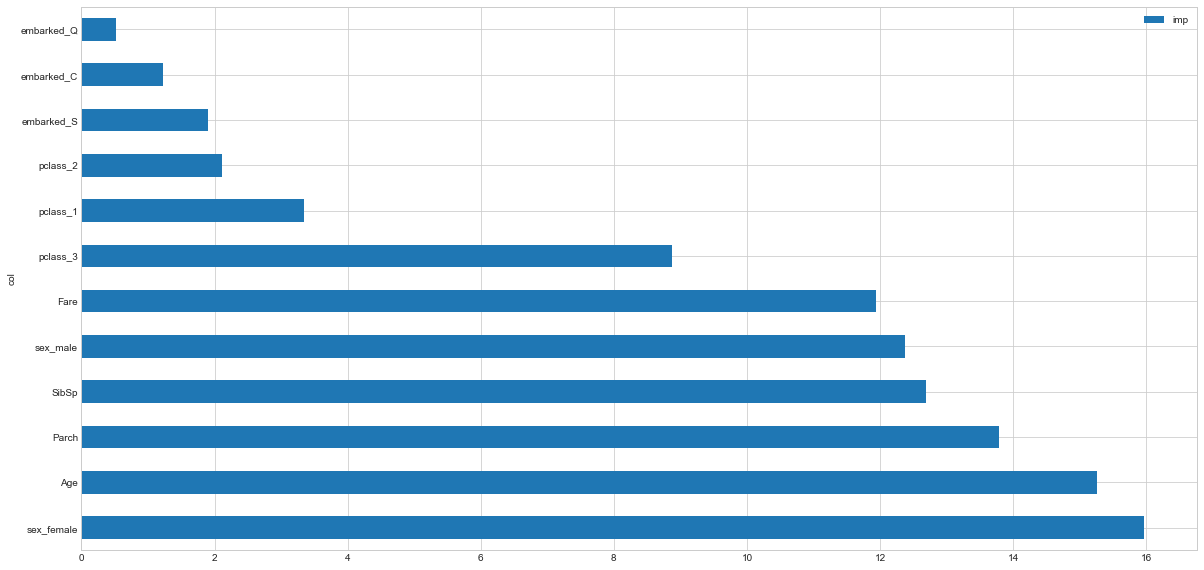 imp
embarked_Q
embarked_C
embarked_S
pclass_2
pclass_1
pclass_3
col
Fare
sex_male
SibSp
Parch
Age
sex_female
0 2 4 6 8 10 12 14 16